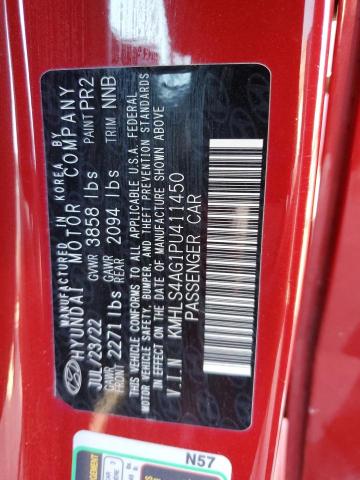 MANUFACTURED IN KOREA BY
HYUNDAI MOTOR COMPANY
JUL/23/22 GVWR 3858 lbs PAINT PR2
GAWR FRONT 2271 lbs GAWR REAR 2094 lbs TRIM NNB
THIS VEHICLE CONFORMS TO ALL APPLICABLE U.S.A. FEDERAL
MOTOR VEHICLE SAFETY, BUMPER, AND THEFT PREVENTION STANDARDS
IN EFFECT ON THE DATE OF MANUFACTURE SHOWN ABOVE
V.I.N KMHLS4AG1PU411450
PASSENGER CAR
N57